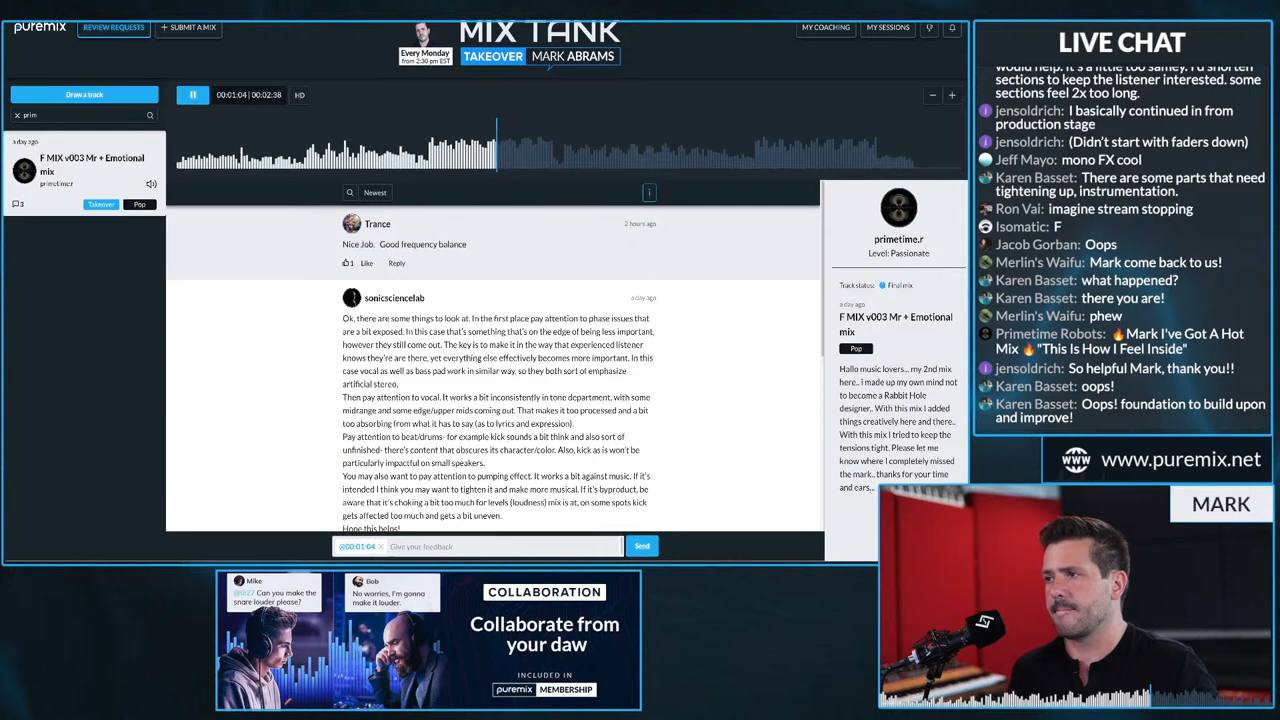 puremix
REVIEW REQUESTS
+ SUBMIT A MIX
Every Monday
from 2:30 pm EST
MIX TANK
TAKEOVER MARK ABRAMS
MY COACHING
MY SESSIONS
Draw a track
× prim
00:01:04 | 00:02:38
HD
a day ago
F MIX v003 Mr + Emotional
mix
primetime.r
3
Takeover
Pop
Newest
Trance
2 hours ago
Nice Job. Good frequency balance
1 Like Reply
sonicsciencelab
a day ago
Ok, there are some things to look at. In the first place pay attention to phase issues that
are a bit exposed. In this case that's something that's on the edge of being less important,
however they still come out. The key is to make it in the way that experienced listener
knows they're are there, yet everything else effectively becomes more important. In this
case vocal as well as bass pad work in similar way, so they both sort of emphasize
artificial stereo.
Then pay attention to vocal. It works a bit inconsistently in tone department, with some
midrange and some edge/upper mids coming out. That makes it too processed and a bit
too absorbing from what it has to say (as to lyrics and expression).
Pay attention to beat/drums- for example kick sounds a bit think and also sort of
unfinished- there's content that obscures its character/color. Also, kick as is won't be
particularly impactful on small speakers.
You may also want to pay attention to pumping effect. It works a bit against music. If it's
intended I think you may want to tighten it and make more musical. If it's byproduct, be
aware that it's choking a bit too much for levels (loudness) mix is at, on some spots kick
gets affected too much and gets a bit uneven.
Hope this helps!
@00:01:04 ×
Give your feedback
Send
primetime.r
Level: Passionate
Track status: Final mix
a day ago
F MIX v003 Mr + Emotional
mix
Pop
Hallo music lovers... my 2nd mix
here.. i made up my own mind not
to become a Rabbit Hole
designer.. With this mix I added
things creatively here and there..
With this mix I tried to keep the
tensions tight. Please let me
know where I completely missed
the mark.. thanks for your time
and ears...
LIVE CHAT
would help. It's a little too samey. I'd shorten
sections to keep the listener interested. some
sections feel 2x too long.
jensoldrich: I basically continued in from
production stage
jensoldrich: (Didn't start with faders down)
Jeff Mayo: mono FX cool
Karen Basset: There are some parts that need
tightening up, instrumentation.
Ron Vai: imagine stream stopping
Isomatic: F
Jacob Gorban: Oops
Merlin's Waifu: Mark come back to us!
Karen Basset: what happened?
Karen Basset: there you are!
Merlin's Waifu: phew
Primetime Robots: 🔥Mark I've Got A Hot
Mix 🔥"This Is How I Feel Inside"
jensoldrich: So helpful Mark, thank you!!
Karen Basset: oops!
Karen Basset: Oops! foundation to build upon
and improve!
www.puremix.net
MARK
Mike
@0:27 Can you make the
snare louder please?
Bob
No worries, I'm gonna
make it louder.
COLLABORATION
Collaborate from
your daw
INCLUDED IN
puremix MEMBERSHIP